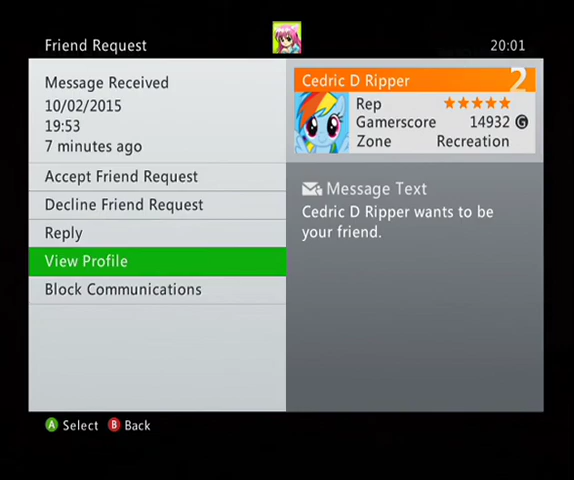 Friend Request
20:01
Message Received
10/02/2015
19:53
7 minutes ago
Accept Friend Request
Decline Friend Request
Reply
View Profile
Block Communications
Cedric D Ripper 2
Rep
Gamerscore 14932 G
Zone Recreation
Message Text
Cedric D Ripper wants to be
your friend.
A Select B Back